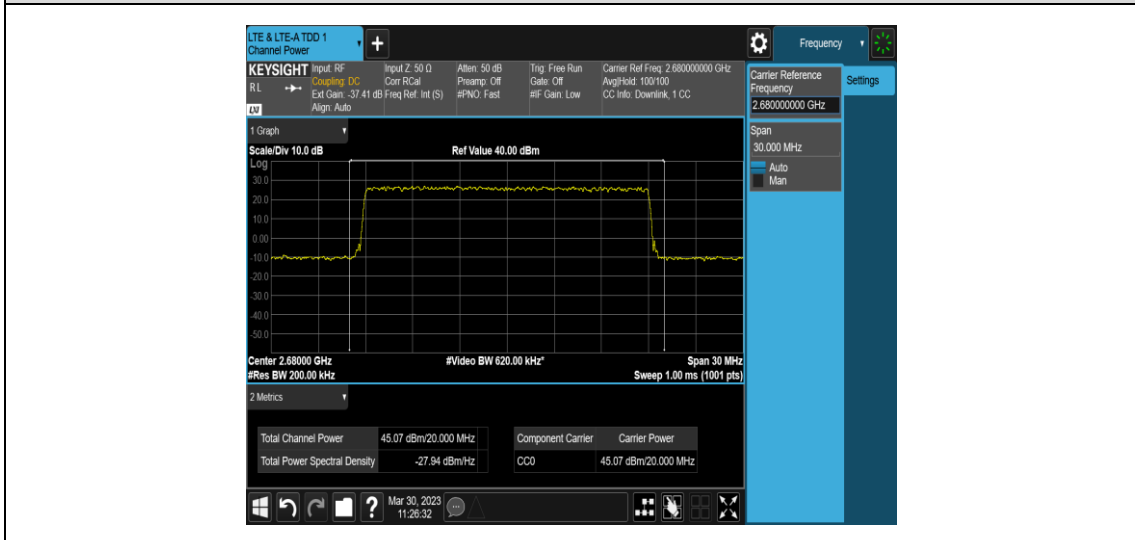 LTE & LTE-A TDD 1
Channel Power
+
Frequency
KEYSIGHT
RL
LXI
Input: RF
Coupling: DC
Ext Gain: -37.41 dB
Align: Auto
Input Z: 50 Ω
Corr RCal
Freq Ref: Int (S)
Atten: 50 dB
Preamp: Off
#PNO: Fast
Trig: Free Run
Gate: Off
#IF Gain: Low
Carrier Ref Freq: 2.680000000 GHz
Avg|Hold: 100/100
CC Info: Downlink, 1 CC
Carrier Reference
Frequency
2.680000000 GHz
Settings
Span
30.000 MHz
Auto
Man
1 Graph
Scale/Div 10.0 dB
Ref Value 40.00 dBm
Log
30.0
20.0
10.0
0.00
-10.0
-20.0
-30.0
-40.0
-50.0
Center 2.68000 GHz
#Video BW 620.00 kHz*
Span 30 MHz
#Res BW 200.00 kHz
Sweep 1.00 ms (1001 pts)
2 Metrics
Total Channel Power 45.07 dBm/20.000 MHz
Total Power Spectral Density -27.94 dBm/Hz
Component Carrier Carrier Power
CC0 45.07 dBm/20.000 MHz
?
Mar 30, 2023
11:26:32